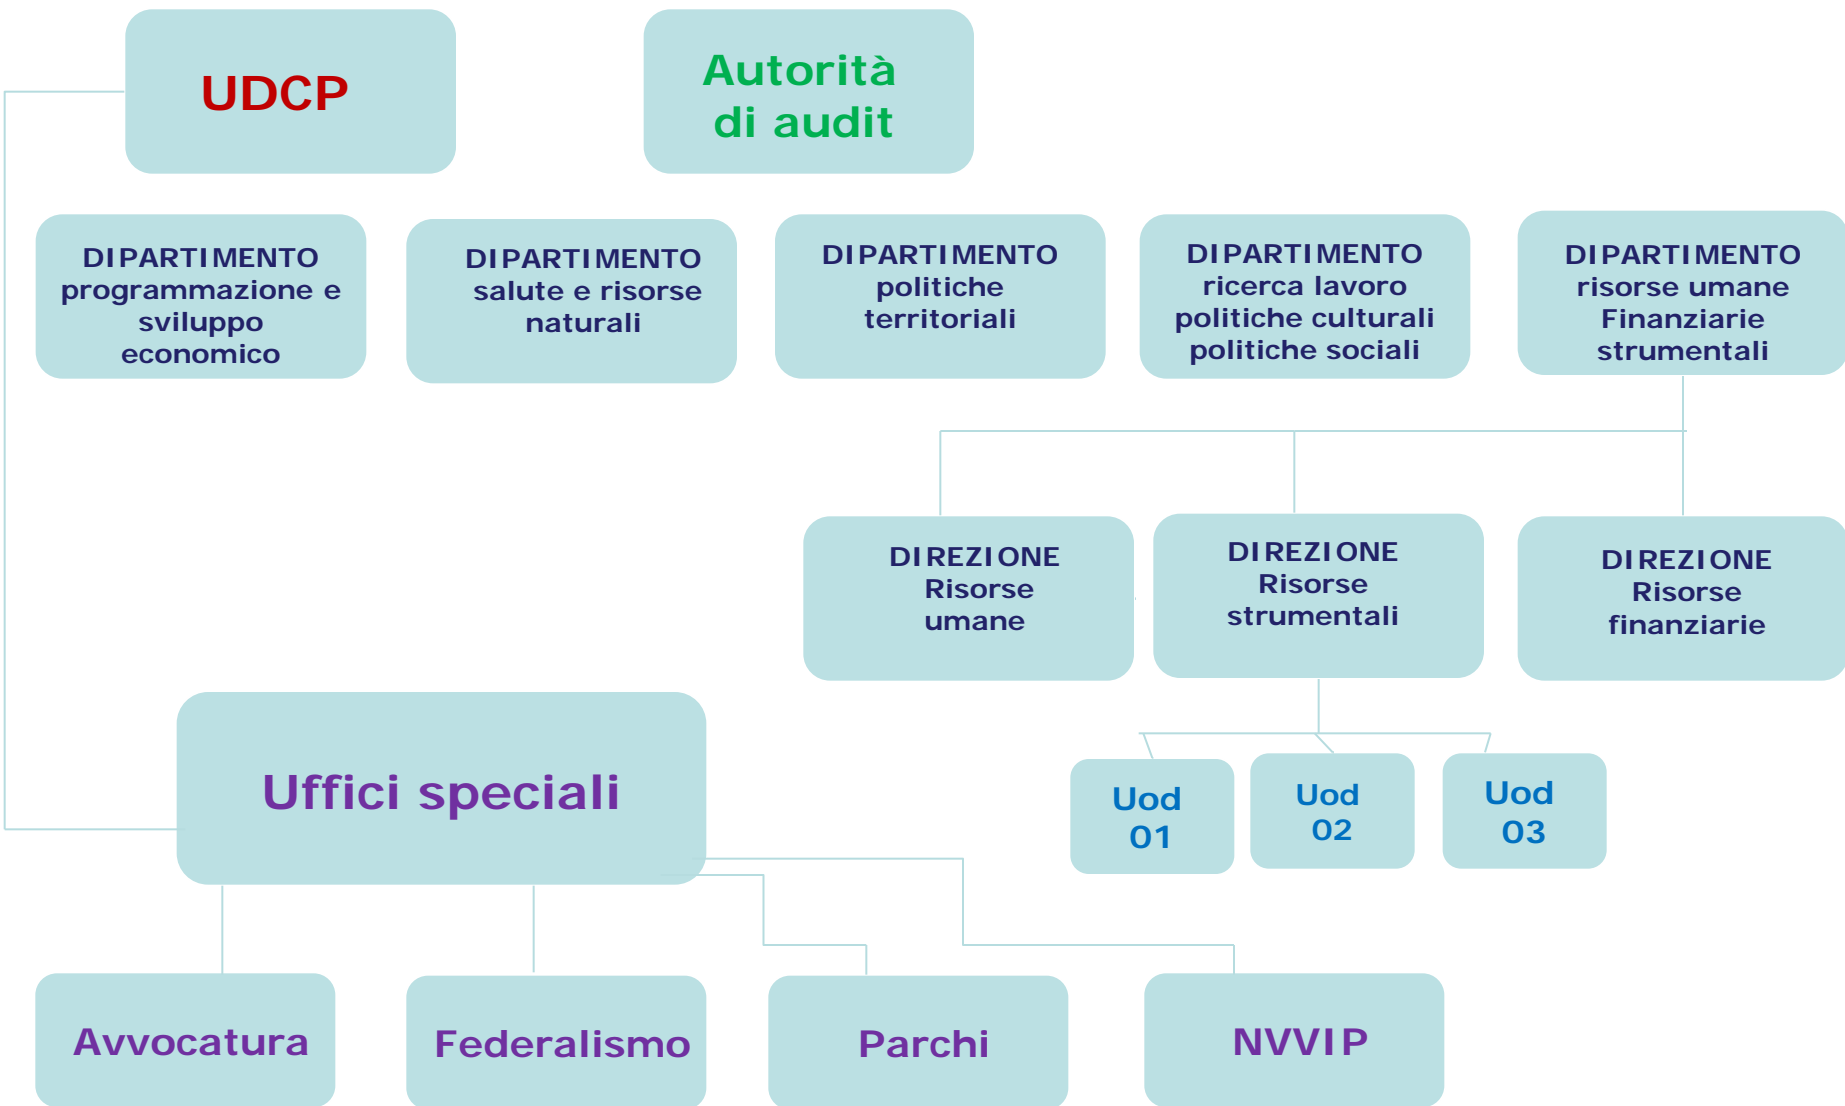 UDCP
Autorità
di audit
DIPARTIMENTO
programmazione e
sviluppo
economico
DIPARTIMENTO
salute e risorse
naturali
DIPARTIMENTO
politiche
territoriali
DIPARTIMENTO
ricerca lavoro
politiche culturali
politiche sociali
DIPARTIMENTO
risorse umane
Finanziarie
strumentali
DIREZIONE
Risorse
umane
DIREZIONE
Risorse
strumentali
DIREZIONE
Risorse
finanziarie
Uffici speciali
Uod
01
Uod
02
Uod
03
Avvocatura
Federalismo
Parchi
NVVIP